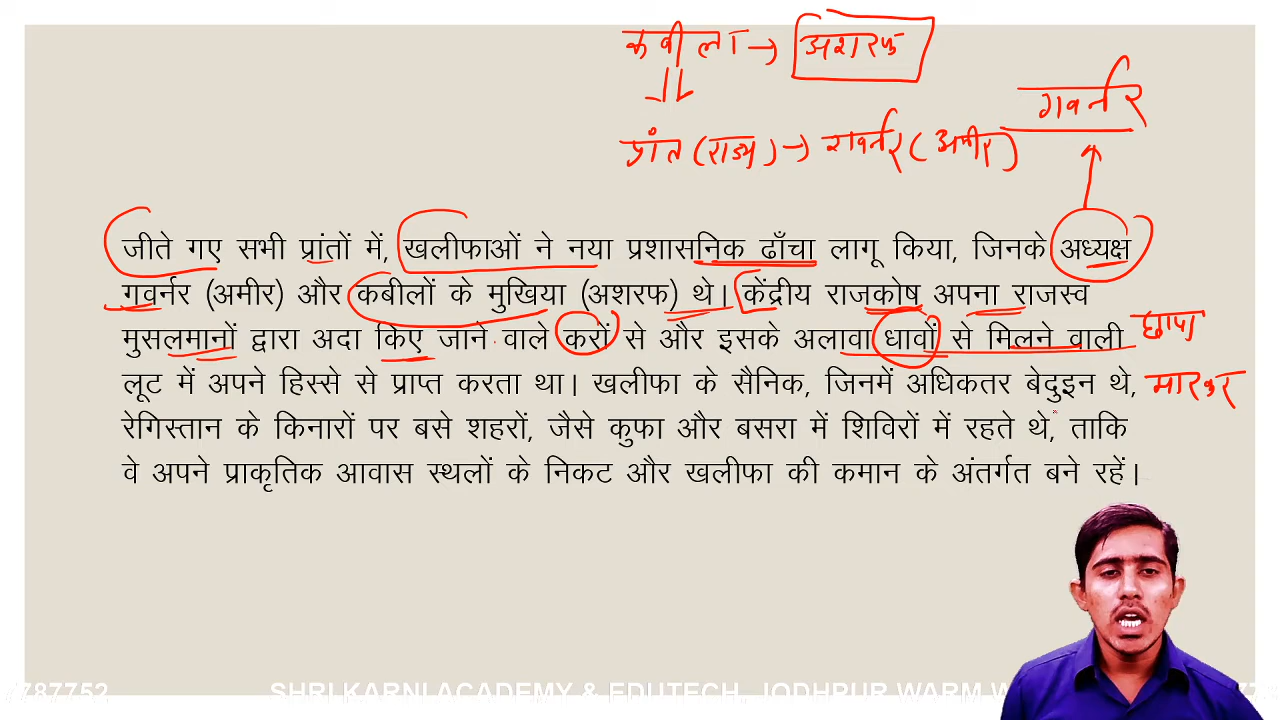 कबीला → अशरफ
गवर्नर
प्रांत (राज्य) → गवर्नर (अमीर)
जीते गए सभी प्रांतों में, खलीफाओं ने नया प्रशासनिक ढाँचा लागू किया, जिनके अध्यक्ष
गवर्नर (अमीर) और कबीलों के मुखिया (अशरफ) थे। केंद्रीय राजकोष अपना राजस्व
मुसलमानों द्वारा अदा किए जाने वाले करों से और इसके अलावा धावों से मिलने वाली
छापा
लूट में अपने हिस्से से प्राप्त करता था। खलीफा के सैनिक, जिनमें अधिकतर बेदुइन थे,
मारकर
रेगिस्तान के किनारों पर बसे शहरों, जैसे कुफा और बसरा में शिविरों में रहते थे, ताकि
वे अपने प्राकृतिक आवास स्थलों के निकट और खलीफा की कमान के अंतर्गत बने रहें।
787752 SHRI KARNI ACADEMY & EDUTECH, JODHPUR WARM W